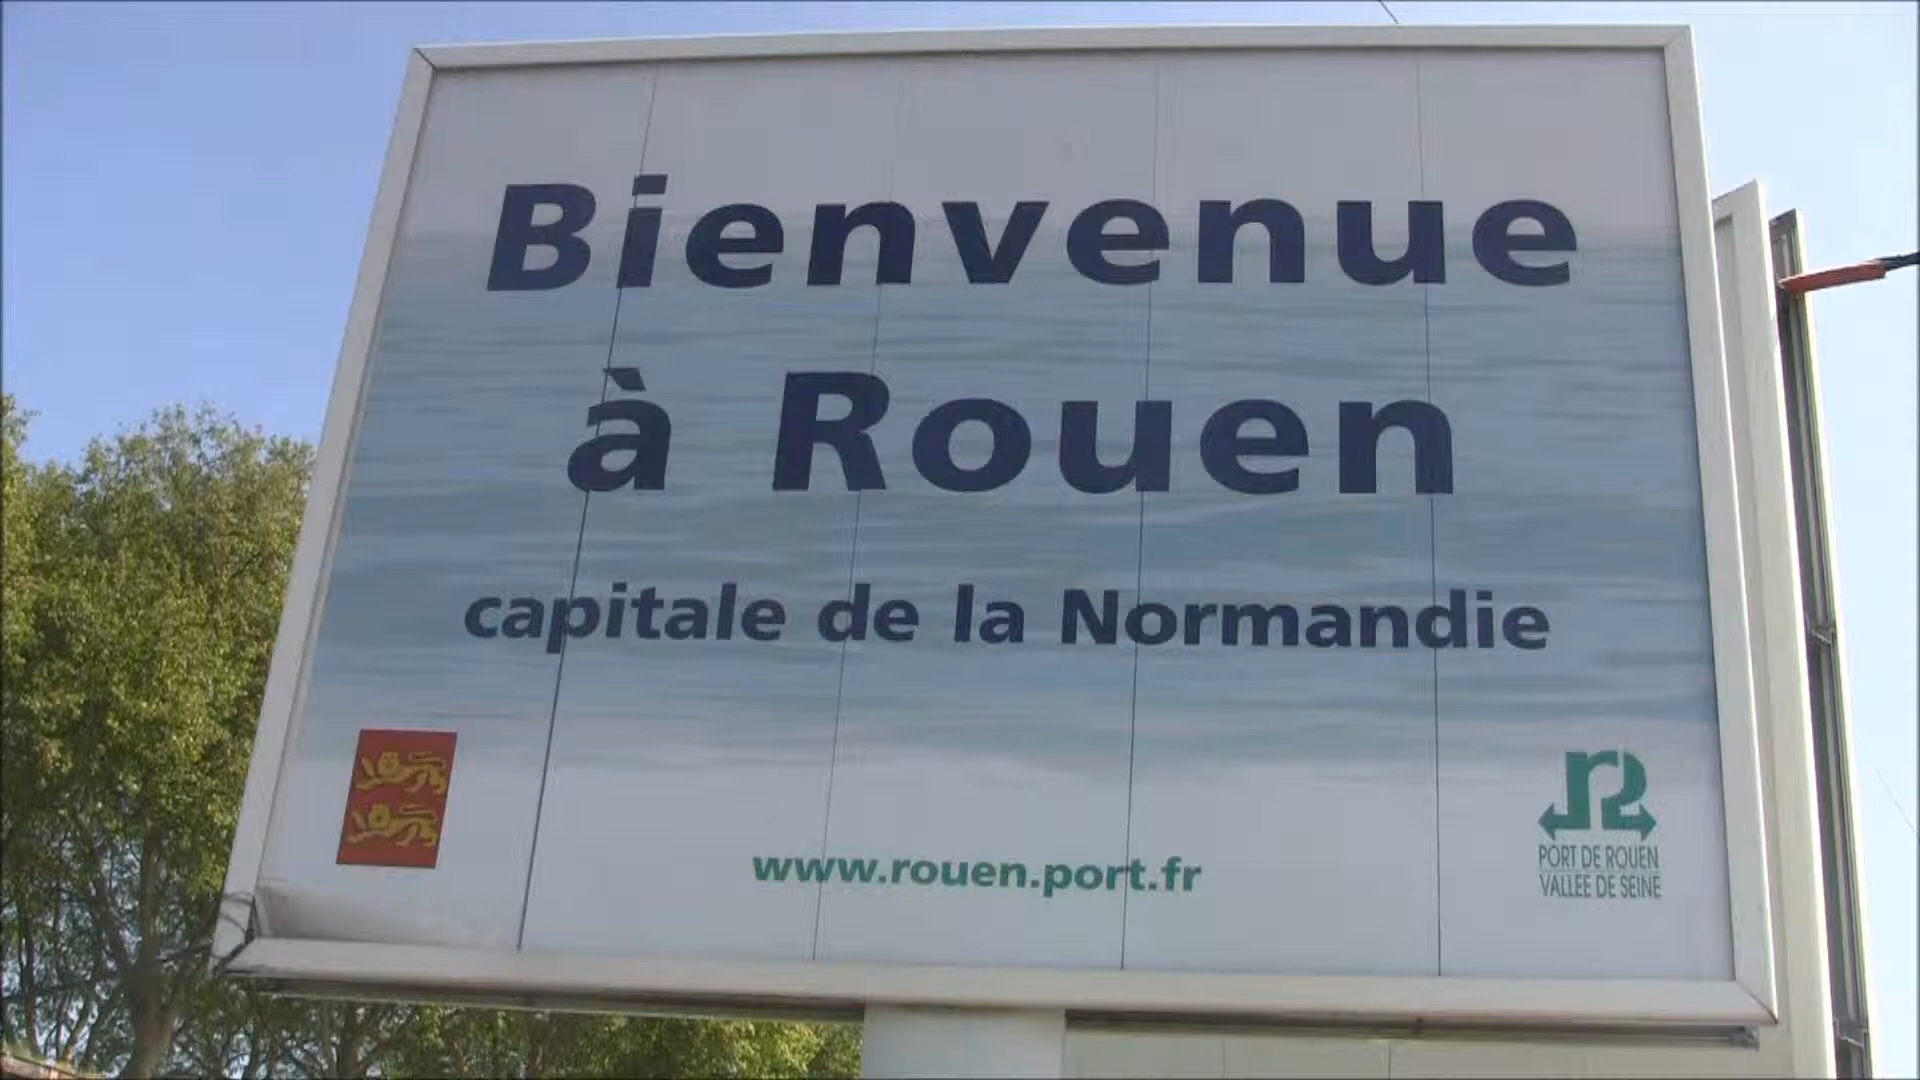 Bienvenue
à Rouen
capitale de la Normandie
www.rouen.port.fr
PORT DE ROUEN
VALLEE DE SEINE